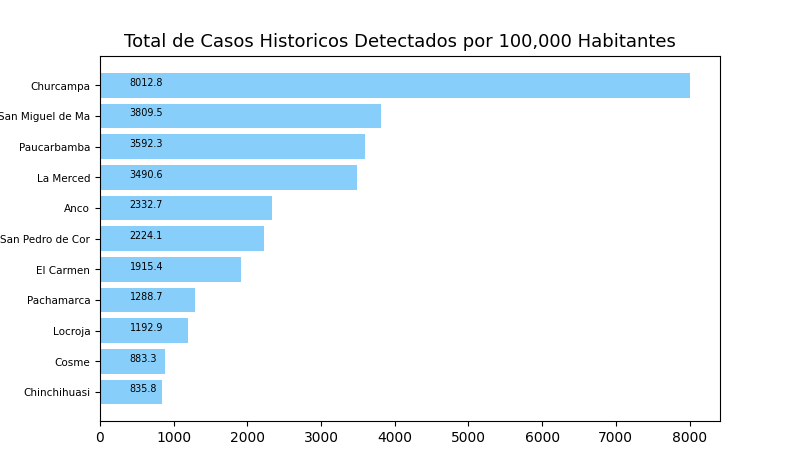 Total de Casos Historicos Detectados por 100,000 Habitantes
Churcampa 8012.8
San Miguel de Ma 3809.5
Paucarbamba 3592.3
La Merced 3490.6
Anco 2332.7
San Pedro de Cor 2224.1
El Carmen 1915.4
Pachamarca 1288.7
Locroja 1192.9
Cosme 883.3
Chinchihuasi 835.8
0 1000 2000 3000 4000 5000 6000 7000 8000